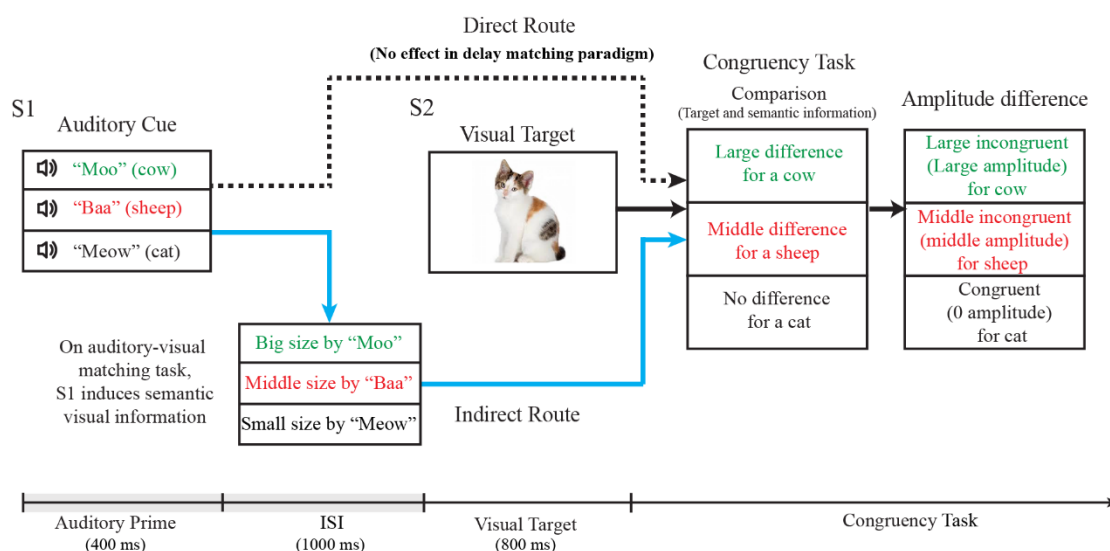 Direct Route
(No effect in delay matching paradigm)
S1
Auditory Cue
"Moo" (cow)
"Baa" (sheep)
"Meow" (cat)
S2
Visual Target
Congruency Task
Comparison
(Target and semantic information)
Large difference
for a cow
Middle difference
for a sheep
No difference
for a cat
Amplitude difference
Large incongruent
(Large amplitude)
for cow
Middle incongruent
(middle amplitude)
for sheep
Congruent
(0 amplitude)
for cat
On auditory-visual
matching task,
S1 induces semantic
visual information
Big size by "Moo"
Middle size by "Baa"
Small size by "Meow"
Indirect Route
Auditory Prime
(400 ms)
ISI
(1000 ms)
Visual Target
(800 ms)
Congruency Task